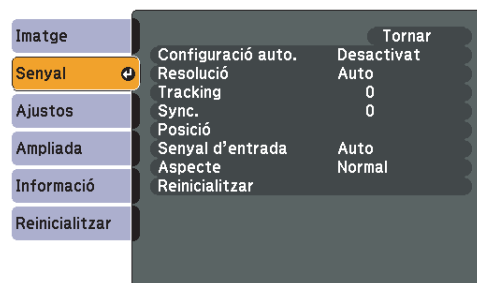 Imatge
Senyal
Ajustos
Ampliada
Informació
Reinicialitzar
Tornar
Configuració auto. Desactivat
Resolució Auto
Tracking 0
Sync. 0
Posició
Senyal d'entrada Auto
Aspecte Normal
Reinicialitzar